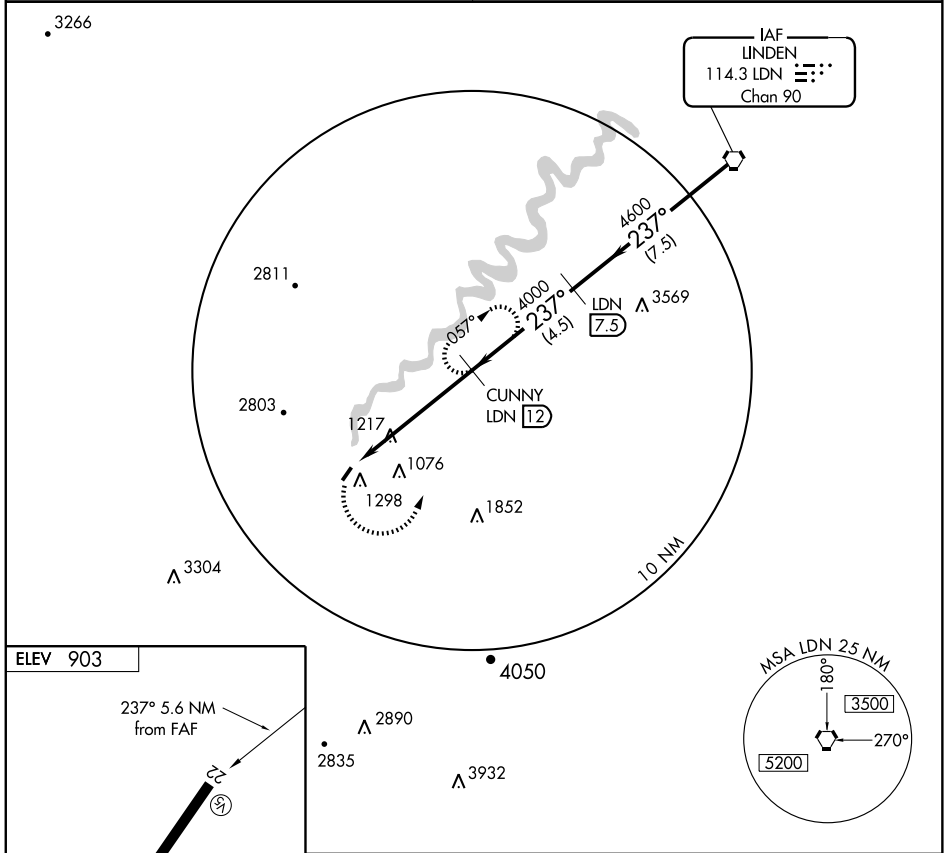 3266
IAF
LINDEN
114.3 LDN
Chan 90
4600
237°
(7.5)
2811
4000
237°
(4.5)
LDN
7.5
3569
057°
CUNNY
LDN 12
2803
1217
1076
1298
1852
10 NM
3304
ELEV 903
4050
MSA LDN 25 NM
180°
3500
270°
5200
237° 5.6 NM
from FAF
22
V5
2890
2835
3932